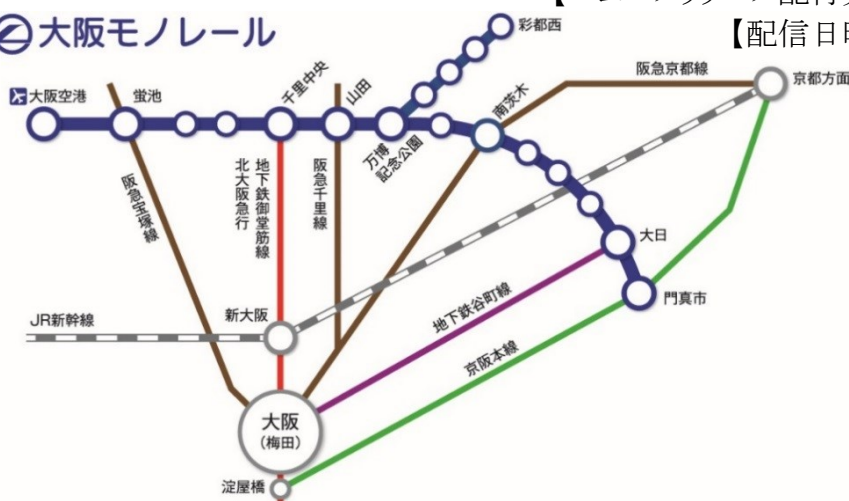 【配信日時
大阪モノレール
彩都西
阪急京都線
京都方面
大阪空港
蛍池
千里中央
山田
南茨木
万博
記念公園
阪急宝塚線
北大阪急行
地下鉄御堂筋線
阪急千里線
大日
門真市
JR新幹線
新大阪
地下鉄谷町線
京阪本線
大阪
(梅田)
淀屋橋